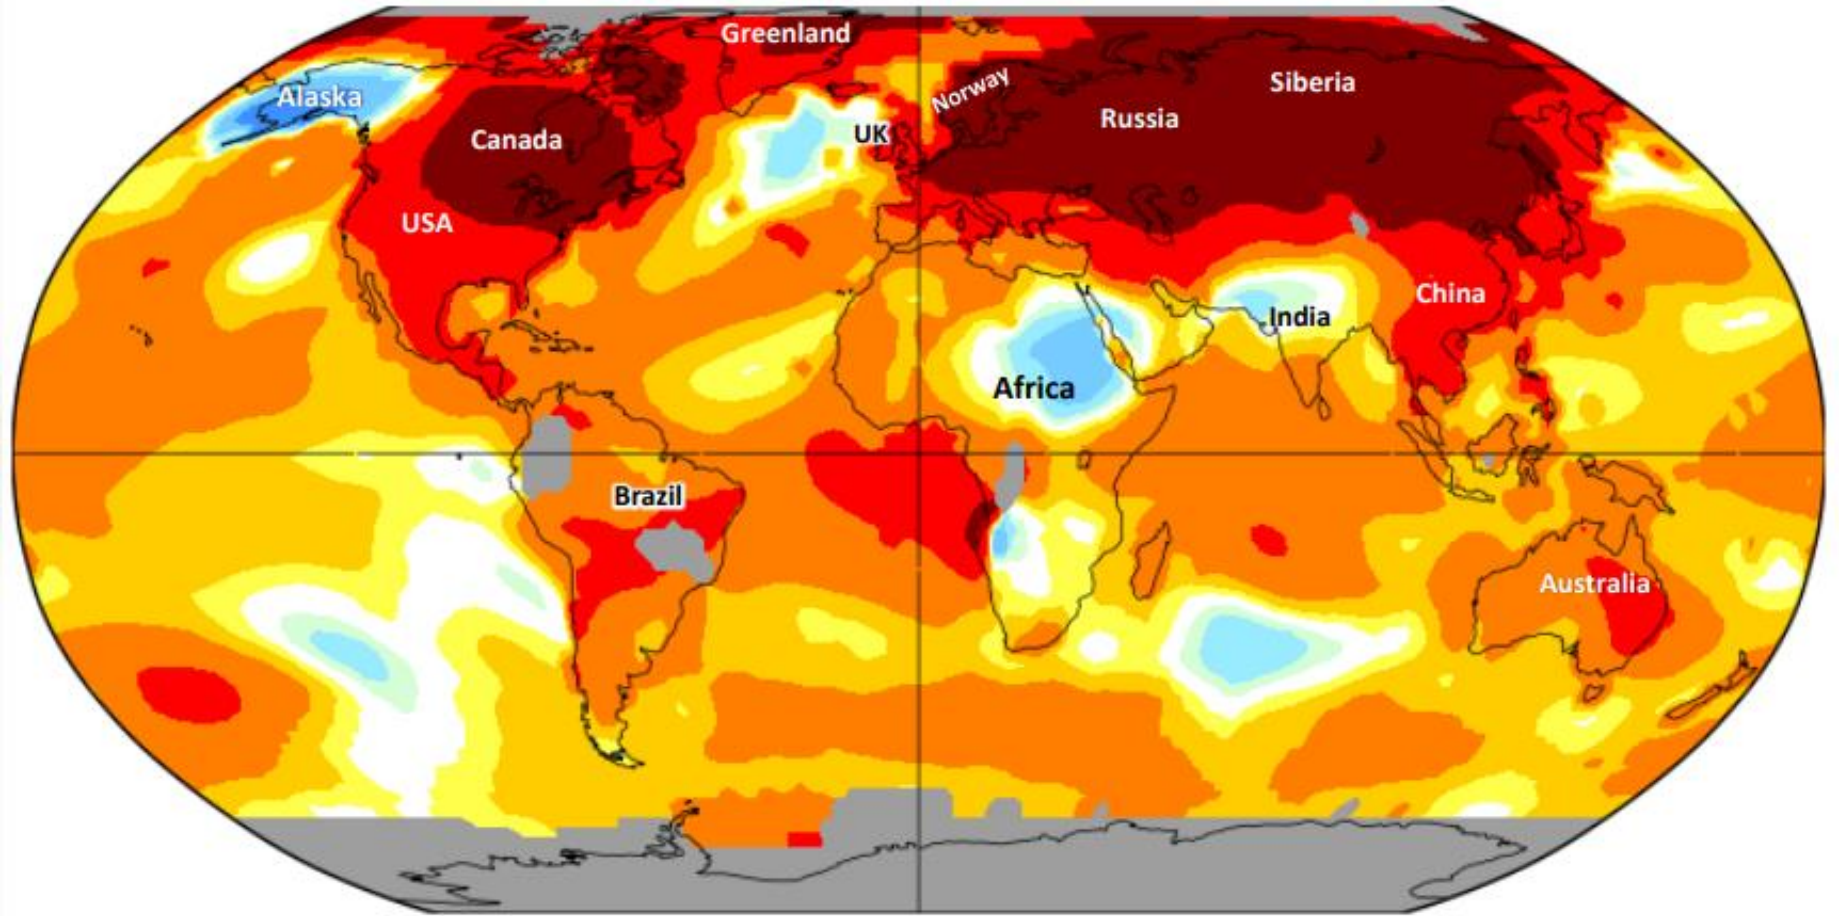 Greenland
Alaska
Norway
Siberia
Canada
UK
Russia
USA
China
India
Africa
Brazil
Australia